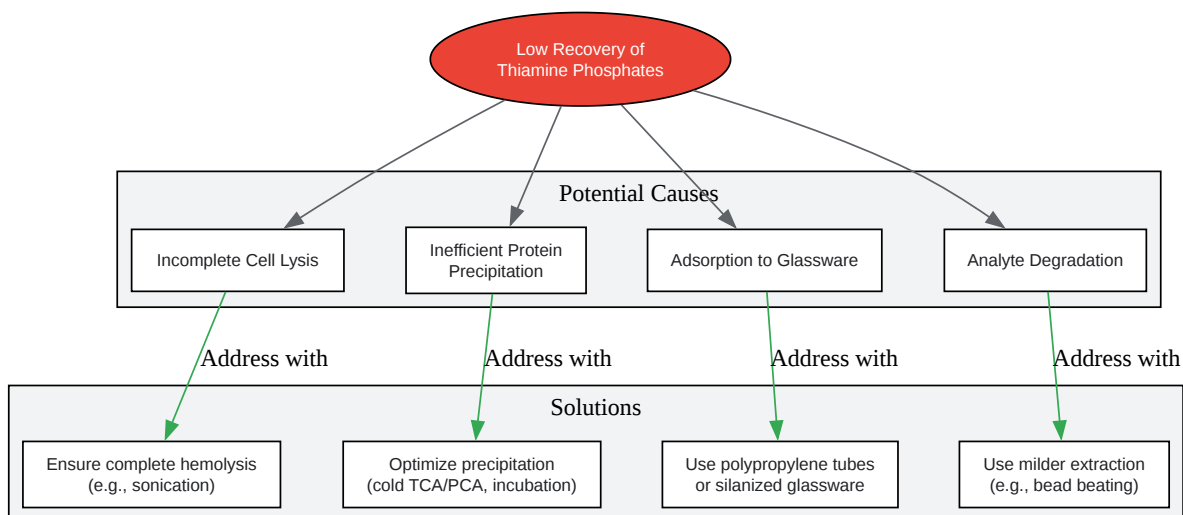 Low Recovery of
Thiamine Phosphates
Potential Causes
Incomplete Cell Lysis
Inefficient Protein
Precipitation
Adsorption to Glassware
Analyte Degradation
Address with
Address with
Address with
Address with
Solutions
Ensure complete hemolysis
(e.g., sonication)
Optimize precipitation
(cold TCA/PCA, incubation)
Use polypropylene tubes
or silanized glassware
Use milder extraction
(e.g., bead beating)